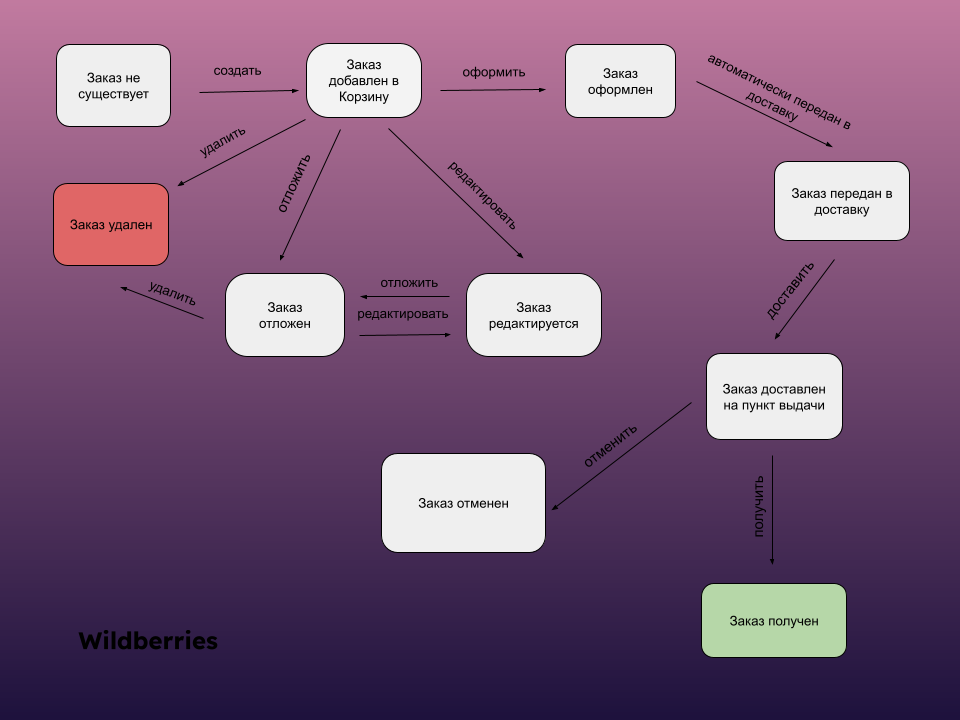 Заказ не
существует
создать
Заказ
добавлен в
Корзину
оформить
Заказ
оформлен
автоматически передан в
доставку
удалить
отложить
редактировать
Заказ удален
Заказ передан в
доставку
удалить
Заказ
отложен
отложить
редактировать
Заказ
редактируется
доставить
Заказ доставлен
на пункт выдачи
отменить
Заказ отменен
получить
Заказ получен
Wildberries